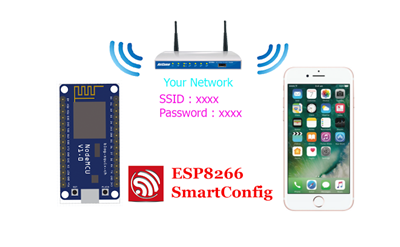 Your Network
SSID : xxxx
Password : xxxx
NodeMCU
V1.0
ESP8266
SmartConfig